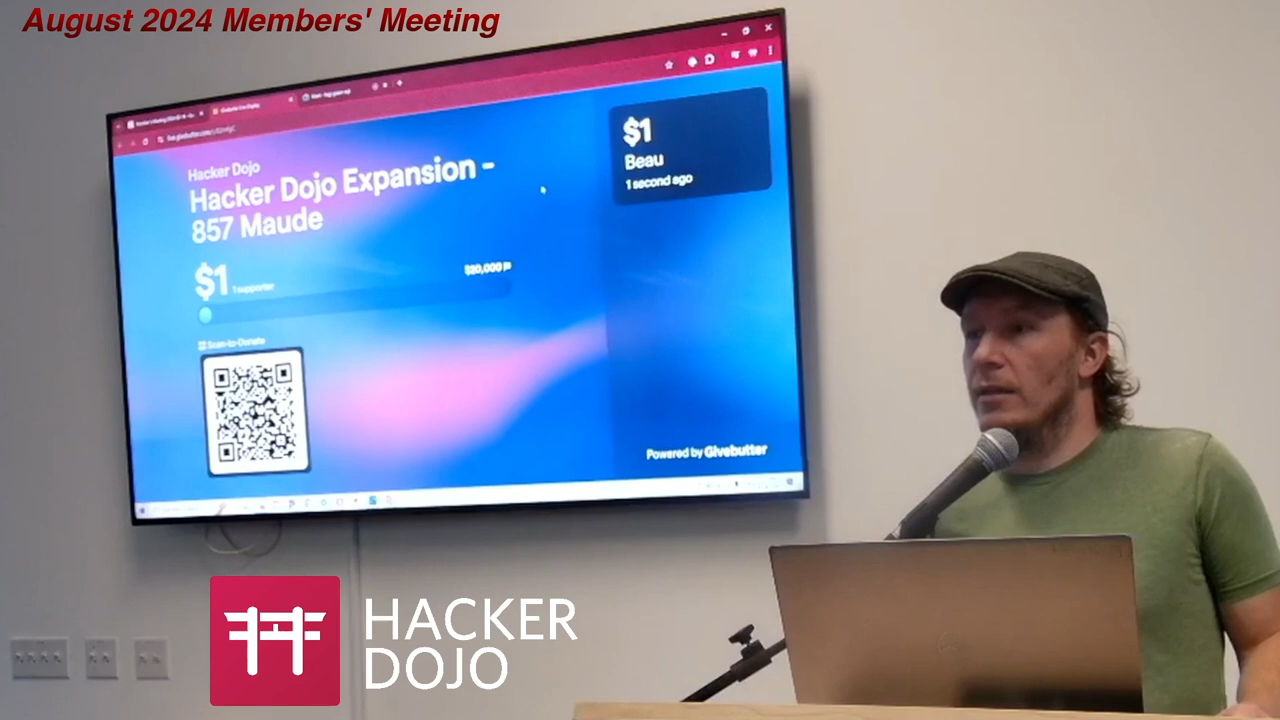 August 2024 Members' Meeting
Hacker Dojo
Hacker Dojo Expansion –
857 Maude
$1
1 supporter
$20,000
Scan-to-Donate
$1
Beau
1 second ago
Powered by Givebutter
HACKER
DOJO